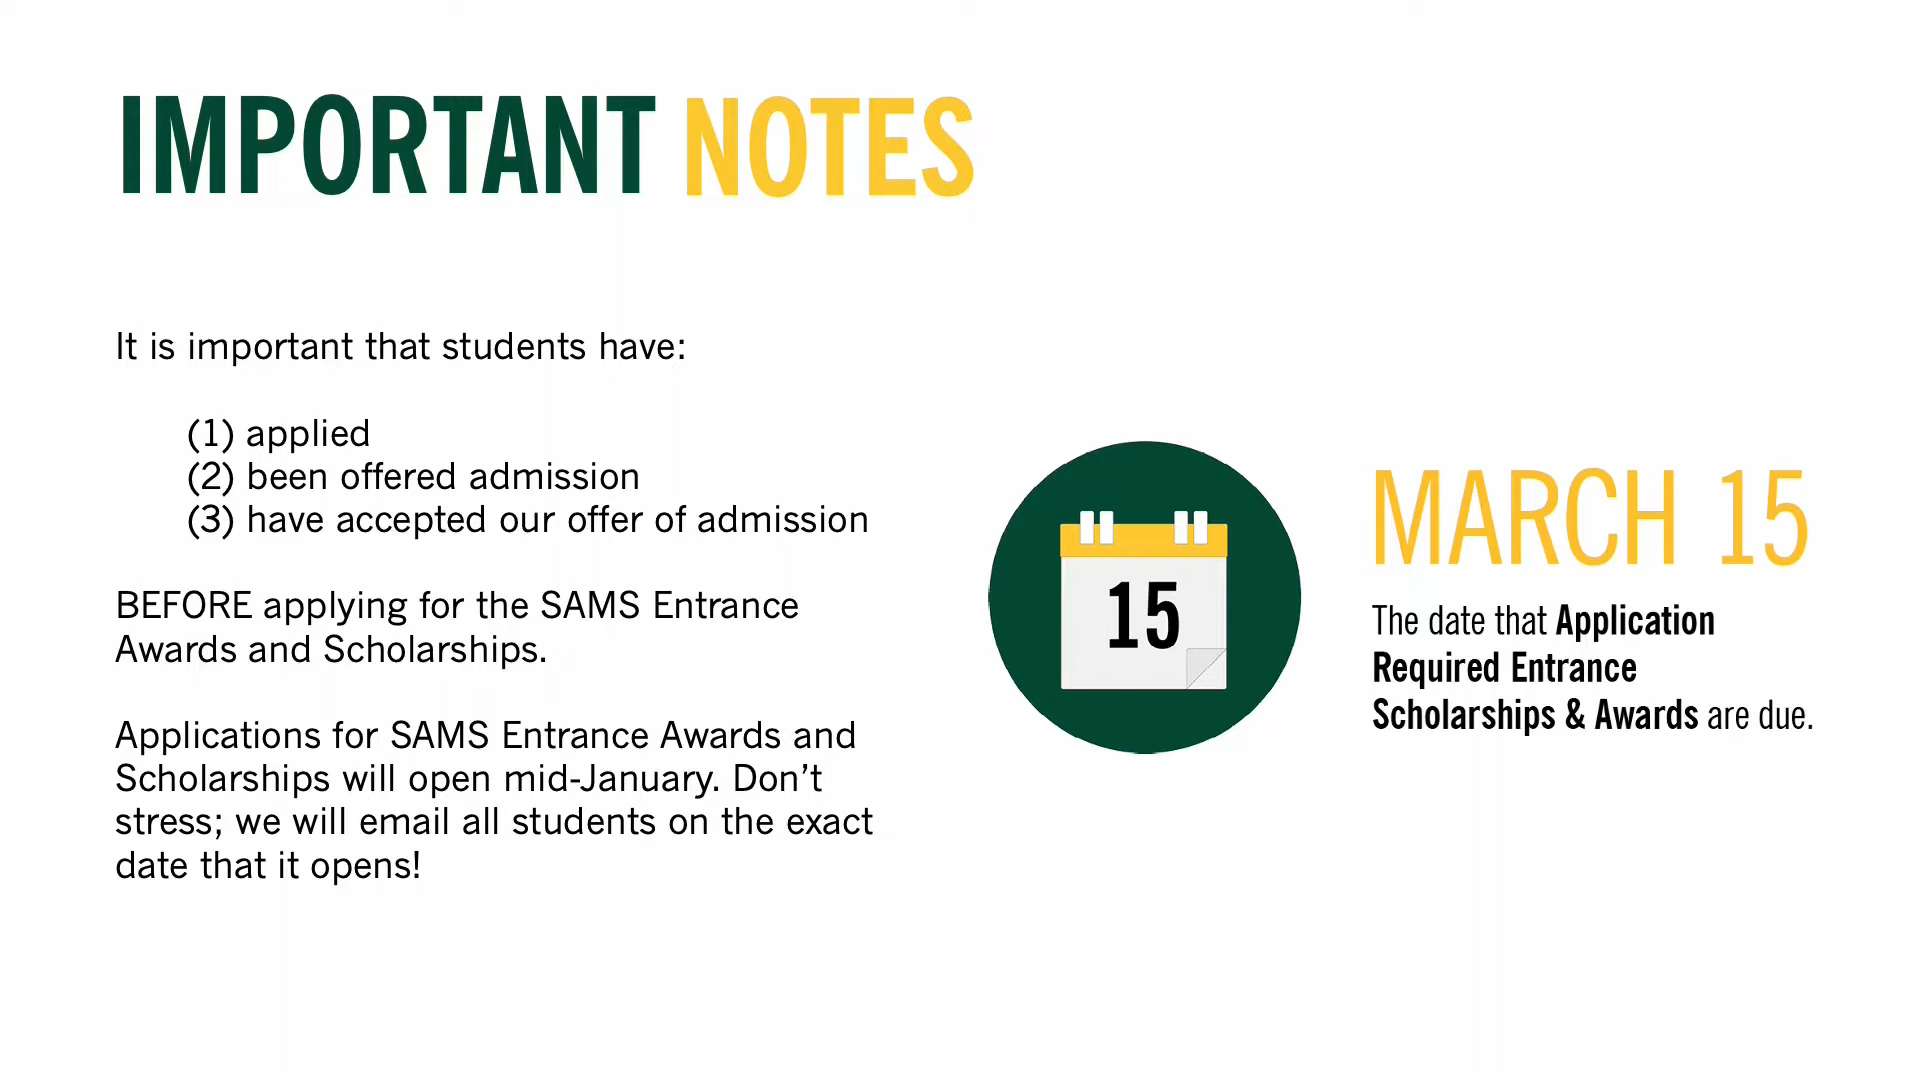 IMPORTANT NOTES
It is important that students have:
(1) applied
(2) been offered admission
(3) have accepted our offer of admission
BEFORE applying for the SAMS Entrance
Awards and Scholarships.
Applications for SAMS Entrance Awards and
Scholarships will open mid-January. Don’t
stress; we will email all students on the exact
date that it opens!
15
MARCH 15
The date that Application
Required Entrance
Scholarships & Awards are due.